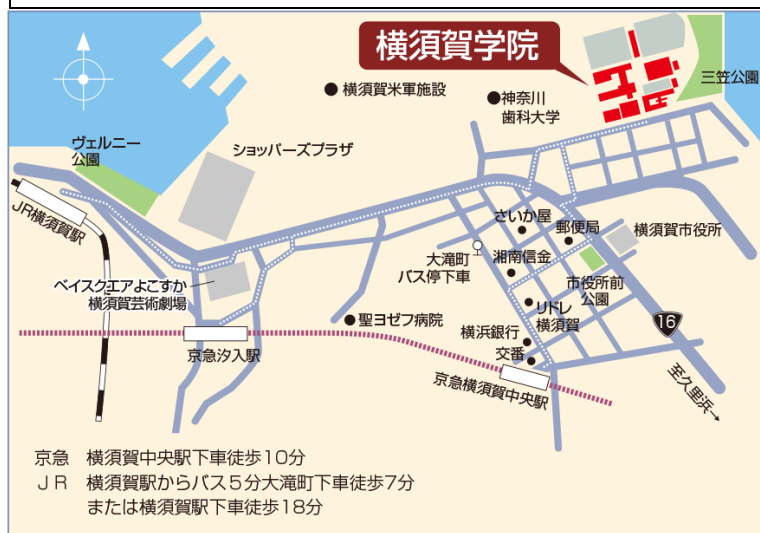 横須賀学院
三笠公園
横須賀米軍施設
神奈川
歯科大学
ヴェルニー
公園
ショッパーズプラザ
JR横須賀駅
さいか屋
郵便局
横須賀市役所
大滝町
バス停下車
湘南信金
市役所前
公園
ベイスクエアよこすか
横須賀芸術劇場
リドレ
横須賀
16
聖ヨゼフ病院
横浜銀行
交番
京急汐入駅
京急横須賀中央駅
至久里浜→
京急 横須賀中央駅下車徒歩10分
JR 横須賀駅からバス5分大滝町下車徒歩7分
または横須賀駅下車徒歩18分